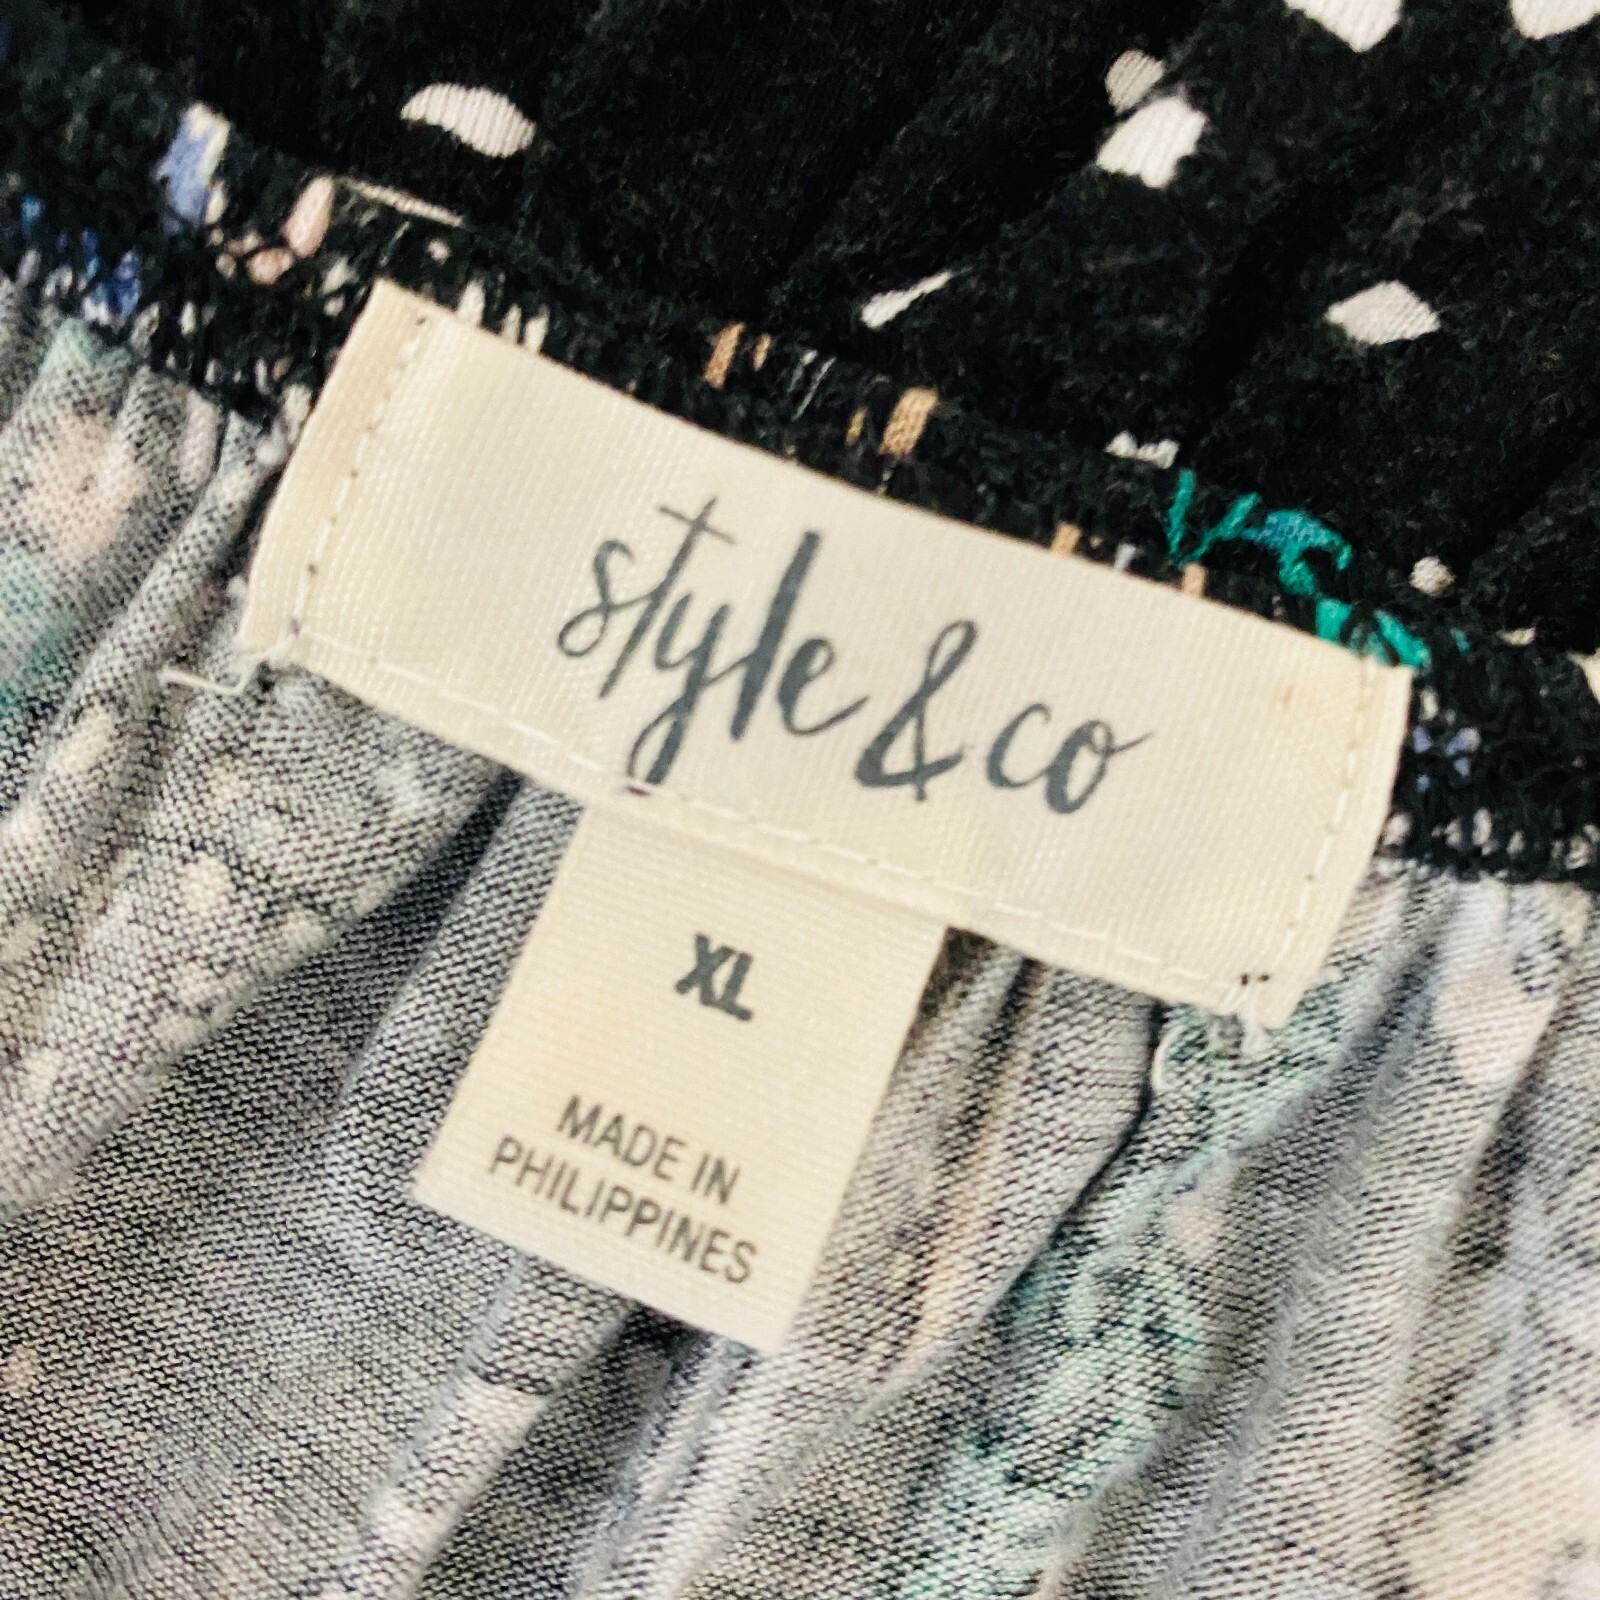 style & co
XL
MADE IN
PHILIPPINES